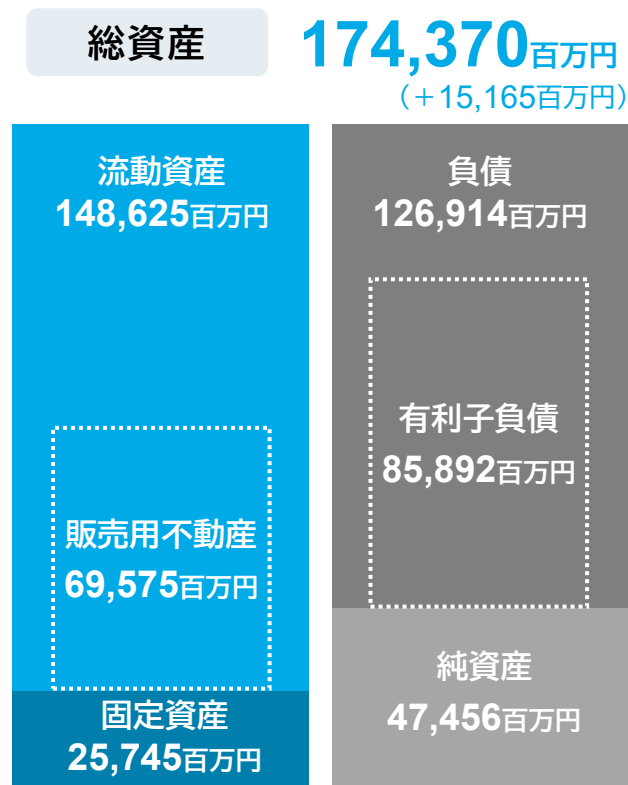 総資産
174,370百万円
（＋15,165百万円）
流動資産
148,625百万円
販売用不動産
69,575百万円
固定資産
25,745百万円
負債
126,914百万円
有利子負債
85,892百万円
純資産
47,456百万円